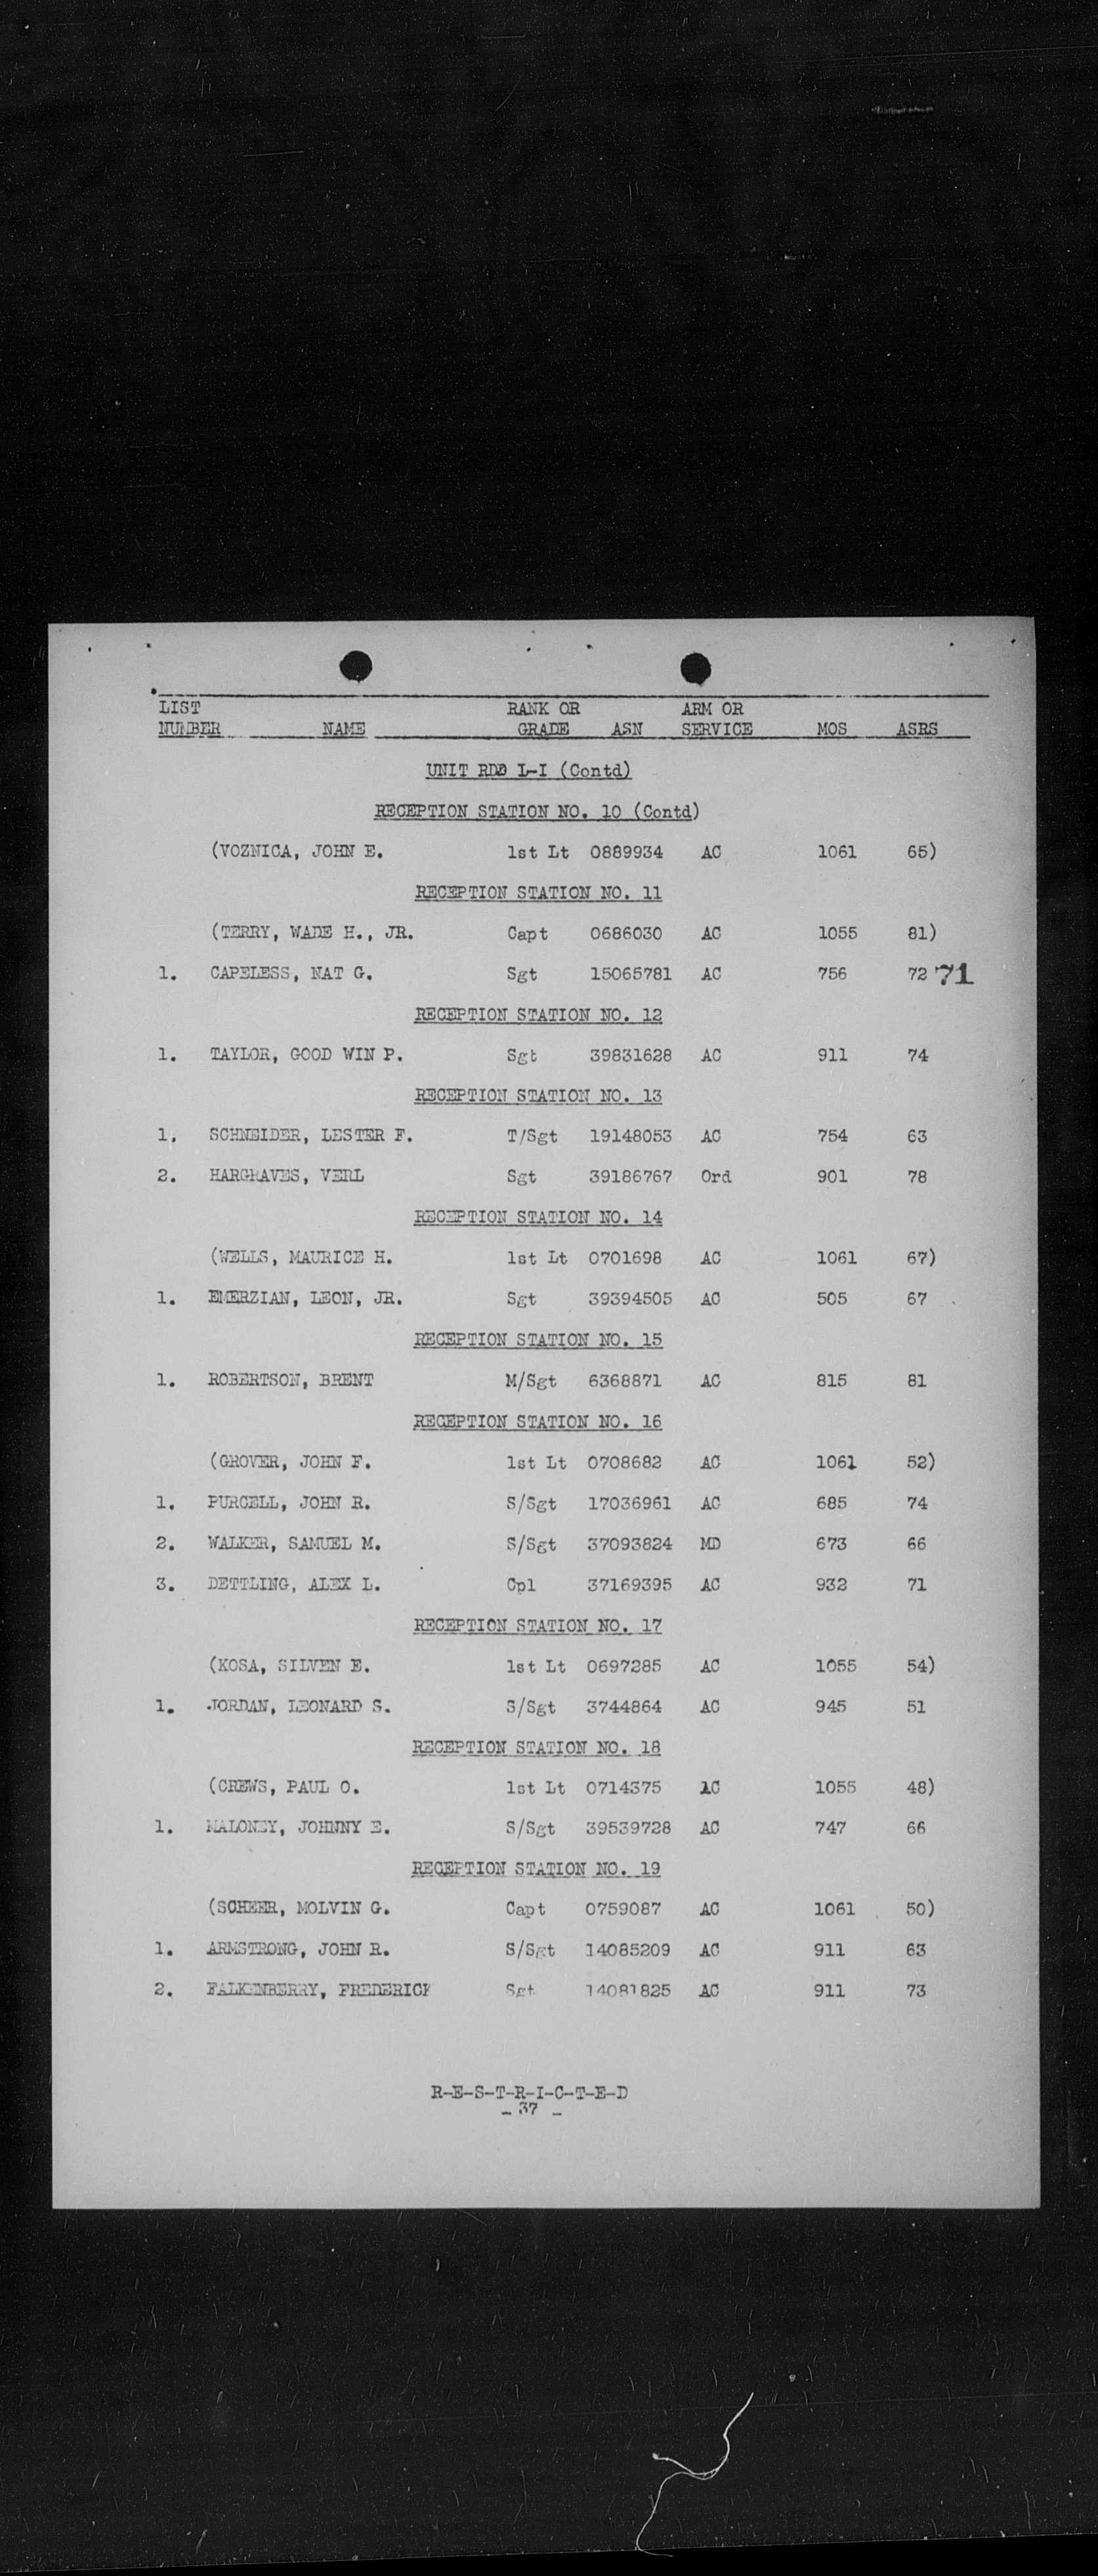 LIST RANK OR ARM OR
NUMBER NAME GRADE ASN SERVICE MOS ASRS
UNIT RDD L-I (Contd)
RECEPTION STATION NO. 10 (Contd)
(VOZNICA, JOHN E. 1st Lt 0889934 AC 1061 65)
RECEPTION STATION NO. 11
(TERRY, WADE H., JR. Capt 0686030 AC 1055 81)
1. CAPELESS, NAT G. Sgt 15065781 AC 756 72 71
RECEPTION STATION NO. 12
1. TAYLOR, GOOD WIN P. Sgt 39831628 AC 911 74
RECEPTION STATION NO. 13
1. SCHNEIDER, LESTER F. T/Sgt 19148053 AC 754 63
2. HARGRAVES, VERL Sgt 39186767 Ord 901 78
RECEPTION STATION NO. 14
(WELLS, MAURICE H. 1st Lt 0701698 AC 1061 67)
1. EMERZIAN, LEON, JR. Sgt 39394505 AC 505 67
RECEPTION STATION NO. 15
1. ROBERTSON, BRENT M/Sgt 6368871 AC 815 81
RECEPTION STATION NO. 16
(GROVER, JOHN F. 1st Lt 0708682 AC 1061 52)
1. PURCELL, JOHN R. S/Sgt 17036961 AC 685 74
2. WALKER, SAMUEL M. S/Sgt 37093824 MD 673 66
3. DETTLING, ALEX L. Cpl 37169395 AC 932 71
RECEPTION STATION NO. 17
(KOSA, SILVEN E. 1st Lt 0697285 AC 1055 54)
1. JORDAN, LEONARD S. S/Sgt 3744864 AC 945 51
RECEPTION STATION NO. 18
(CREWS, PAUL O. 1st Lt 0714375 AC 1055 48)
1. MALONEY, JOHNNY E. S/Sgt 39539728 AC 747 66
RECEPTION STATION NO. 19
(SCHEER, MOLVIN G. Capt 0759087 AC 1061 50)
1. ARMSTRONG, JOHN R. S/Sgt 14085209 AC 911 63
2. FALKENBERRY, FREDERICK Sgt 14081825 AC 911 73
R-E-S-T-R-I-C-T-E-D
- 37 -